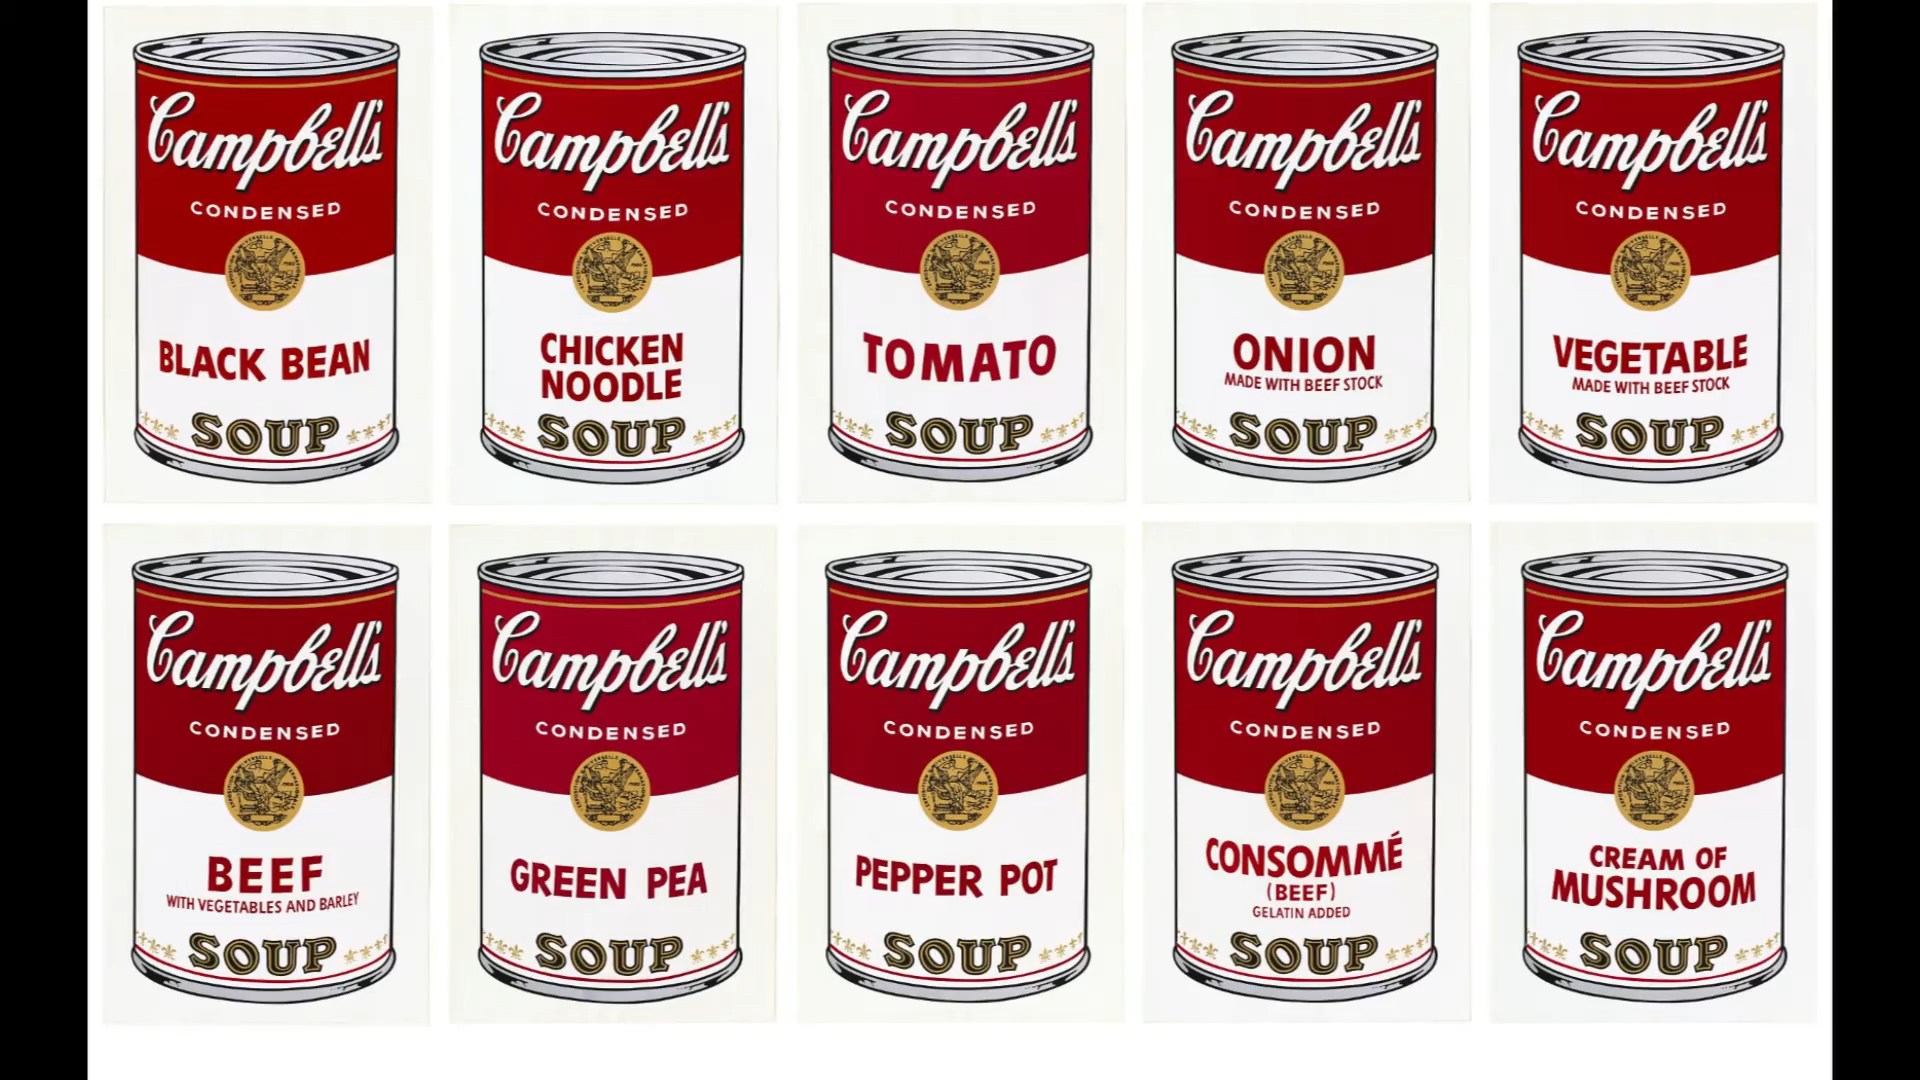 Campbell's
CONDENSED
BLACK BEAN
SOUP
Campbell's
CONDENSED
CHICKEN
NOODLE
SOUP
Campbell's
CONDENSED
TOMATO
SOUP
Campbell's
CONDENSED
ONION
MADE WITH BEEF STOCK
SOUP
Campbell's
CONDENSED
VEGETABLE
MADE WITH BEEF STOCK
SOUP
Campbell's
CONDENSED
BEEF
WITH VEGETABLES AND BARLEY
SOUP
Campbell's
CONDENSED
GREEN PEA
SOUP
Campbell's
CONDENSED
PEPPER POT
SOUP
Campbell's
CONDENSED
CONSOMMÉ
(BEEF)
GELATIN ADDED
SOUP
Campbell's
CONDENSED
CREAM OF
MUSHROOM
SOUP